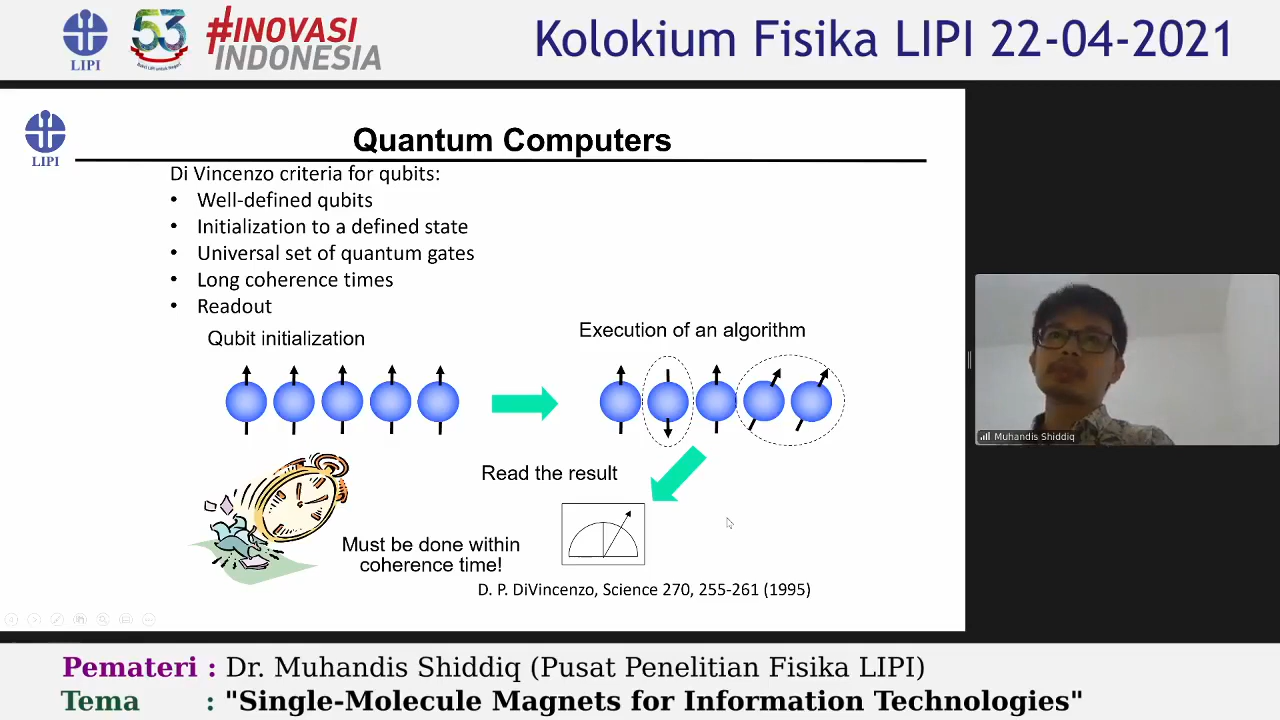 LIPI
53
#INOVASI
INDONESIA
Kolokium Fisika LIPI 22-04-2021
LIPI
Quantum Computers
Di Vincenzo criteria for qubits:
• Well-defined qubits
• Initialization to a defined state
• Universal set of quantum gates
• Long coherence times
• Readout
Qubit initialization
Execution of an algorithm
Read the result
Must be done within
coherence time!
D. P. DiVincenzo, Science 270, 255-261 (1995)
Muhandis Shiddiq
Pemateri : Dr. Muhandis Shiddiq (Pusat Penelitian Fisika LIPI)
Tema : "Single-Molecule Magnets for Information Technologies"